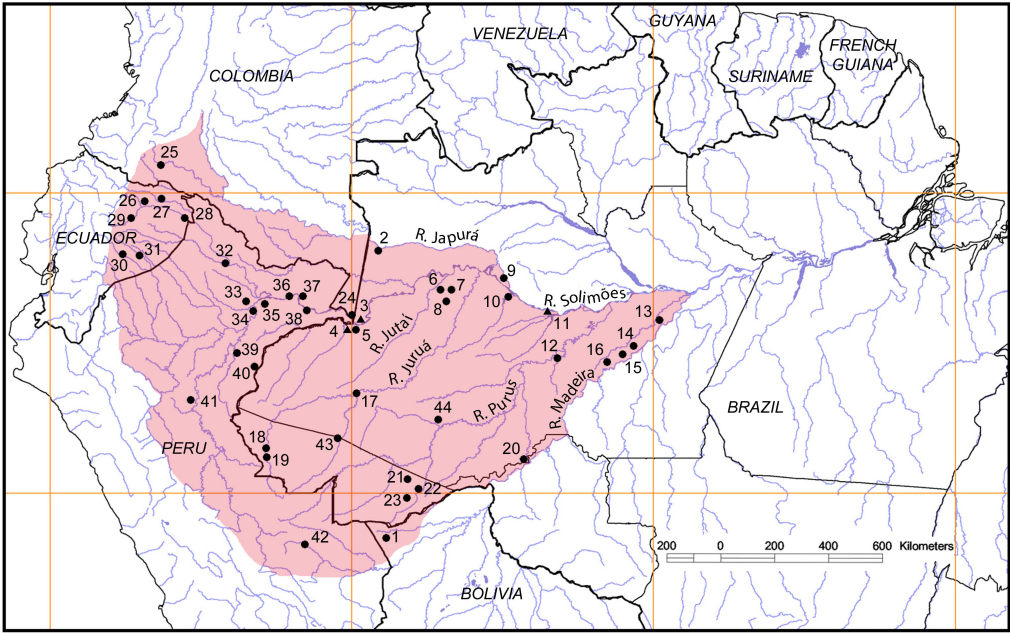 GUYANA
VENEZUELA
FRENCH
GUIANA
COLOMBIA
SURINAME
25
26
27
29
28
ECUADOR
2
R. Japurá
31
30
32
9
6
7
36
37
10
R. Solimões
24
3
33
8
13
35
34
38
11
4
5
R. Jutaí
14
12
16
39
15
R. Juruá
40
R. Madeira
17
41
R. Purus
44
BRAZIL
18
43
PERU
20
19
21
22
23
42
1
200
0
200
400
600
Kilometers
BOLIVIA